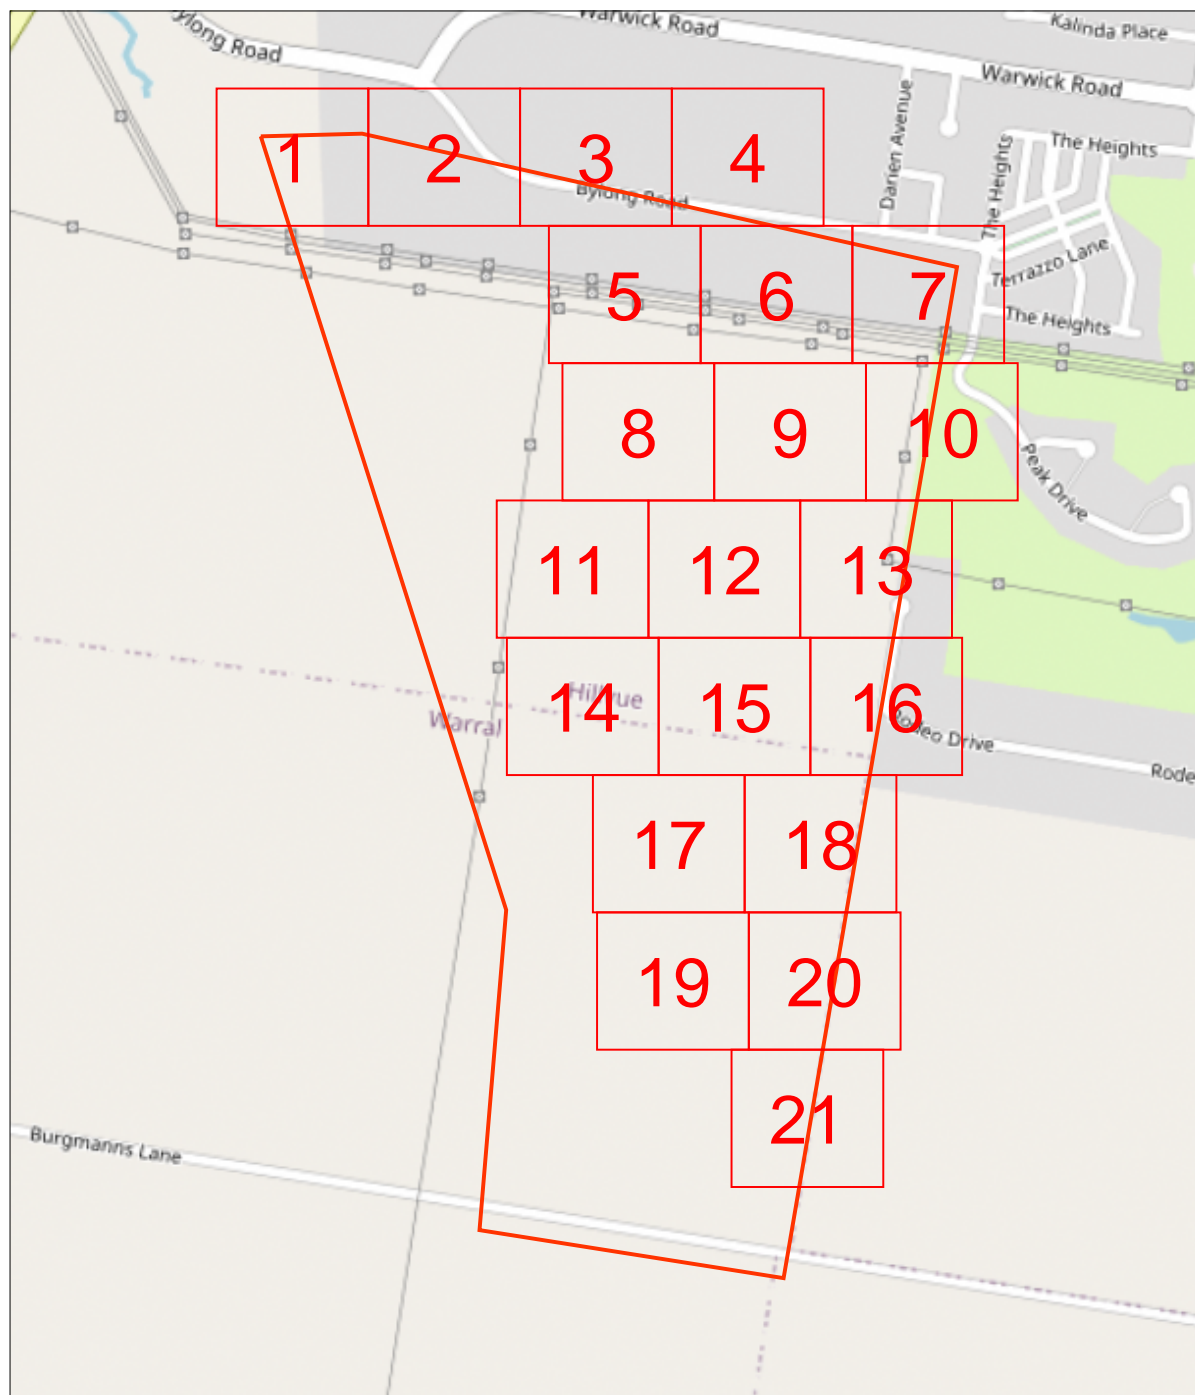 Bylong Road
Warwick Road
Kalinda Place
Warwick Road
Darien Avenue
The Heights
The Heights
1
2
3
4
Bylong Road
Terrazzo Lane
The Heights
5
6
7
8
9
10
Peak Drive
11
12
13
Hillvue
Warral
14
15
16
Rodeo Drive
Rode
17
18
19
20
21
Burgmanns Lane